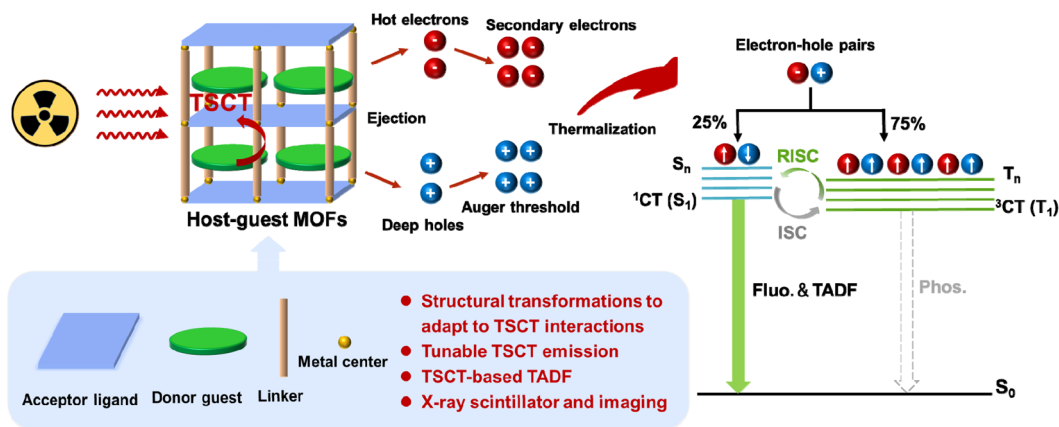 Hot electrons
Secondary electrons
TSCT
Ejection
Thermalization
Deep holes
Auger threshold
Host-guest MOFs
Electron-hole pairs
25%
75%
Sₙ
RISC
Tₙ
¹CT (S₁)
ISC
³CT (T₁)
Fluo. & TADF
Phos.
S₀
Acceptor ligand
Donor guest
Linker
Metal center
• Structural transformations to
adapt to TSCT interactions
• Tunable TSCT emission
• TSCT-based TADF
• X-ray scintillator and imaging